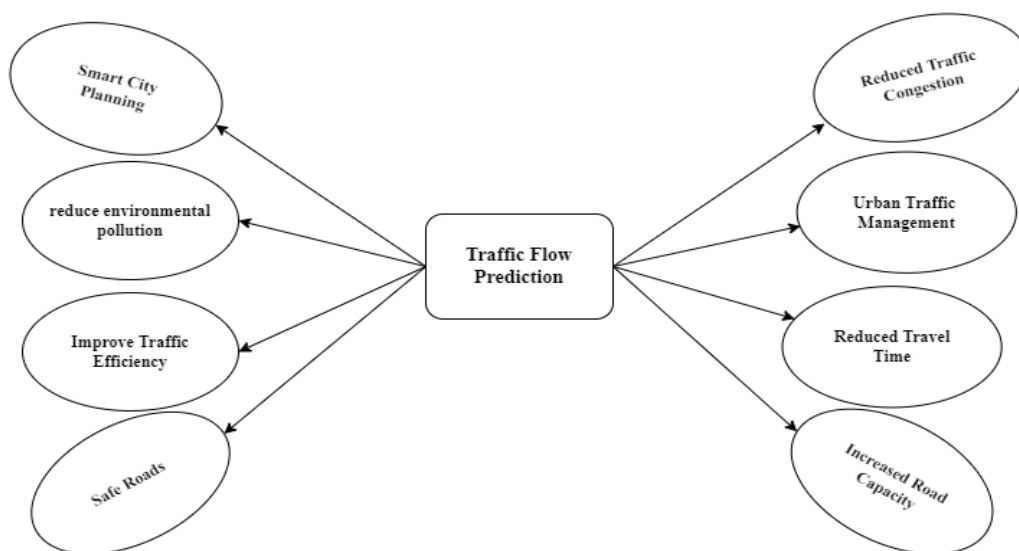 Smart City
Planning
reduce environmental
pollution
Improve Traffic
Efficiency
Safe Roads
Traffic Flow
Prediction
Reduced Traffic
Congestion
Urban Traffic
Management
Reduced Travel
Time
Increased Road
Capacity